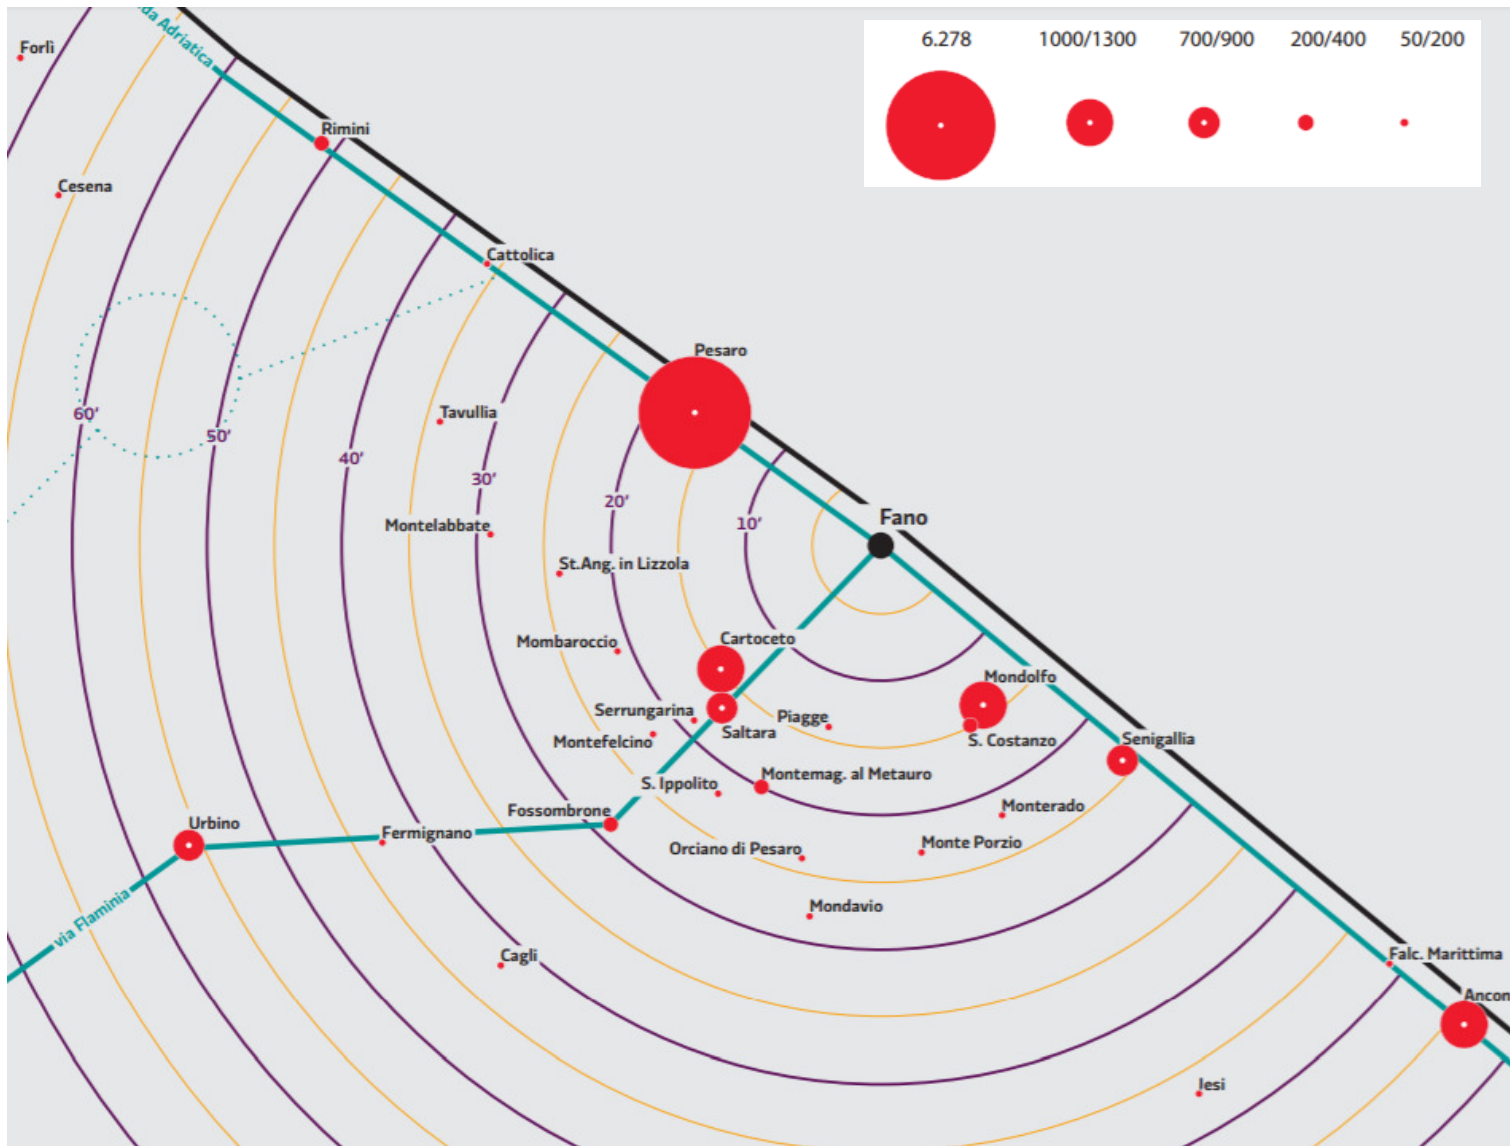 6.278 1000/1300 700/900 200/400 50/200
da Adriatica
Forlì
Rimini
Cesena
Cattolica
Pesaro
60’
50’
40’
30’
20’
10’
Tavullia
Fano
Montelabbate
St.Ang. in Lizzola
Mombaroccio
Cartoceto
Mondolfo
Serrungarina
Piagge
Saltara
Montefelcino
S. Costanzo
Senigallia
S. Ippolito
Montemag. al Metauro
Fossombrone
Monterado
Urbino
Fermignano
Orciano di Pesaro
Monte Porzio
via Flaminia
Mondavio
Cagli
Falc. Marittima
Ancon
Iesi